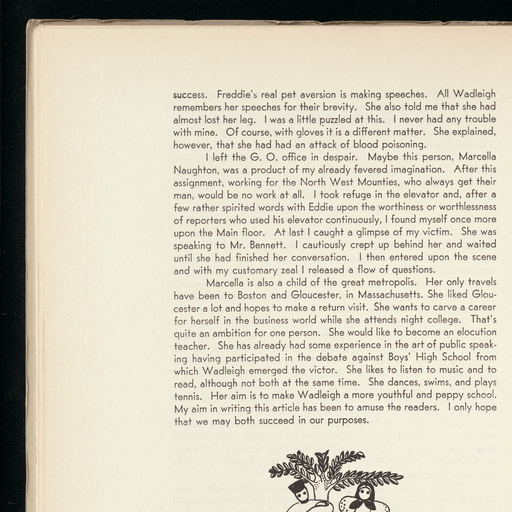 success. Freddie's real pet aversion is making speeches. All Wadleigh
remembers her speeches for their brevity. She also told me that she had
almost lost her leg. I was a little puzzled at this. I never had any trouble
with mine. Of course, with gloves it is a different matter. She explained,
however, that she had had an attack of blood poisoning.
I left the G. O. office in despair. Maybe this person, Marcella
Naughton, was a product of my already fevered imagination. After this
assignment, working for the North West Mounties, who always get their
man, would be no work at all. I took refuge in the elevator and, after a
few rather spirited words with Eddie upon the worthiness or worthlessness
of reporters who used his elevator continuously, I found myself once more
upon the Main floor. At last I caught a glimpse of my victim. She was
speaking to Mr. Bennett. I cautiously crept up behind her and waited
until she had finished her conversation. I then entered upon the scene
and with my customary zeal I released a flow of questions.
Marcella is also a child of the great metropolis. Her only travels
have been to Boston and Gloucester, in Massachusetts. She liked Glou-
cester a lot and hopes to make a return visit. She wants to carve a career
for herself in the business world while she attends night college. That's
quite an ambition for one person. She would like to become an elocution
teacher. She has already had some experience in the art of public speak-
ing having participated in the debate against Boys' High School from
which Wadleigh emerged the victor. She likes to listen to music and to
read, although not both at the same time. She dances, swims, and plays
tennis. Her aim is to make Wadleigh a more youthful and peppy school.
My aim in writing this article has been to amuse the readers. I only hope
that we may both succeed in our purposes.